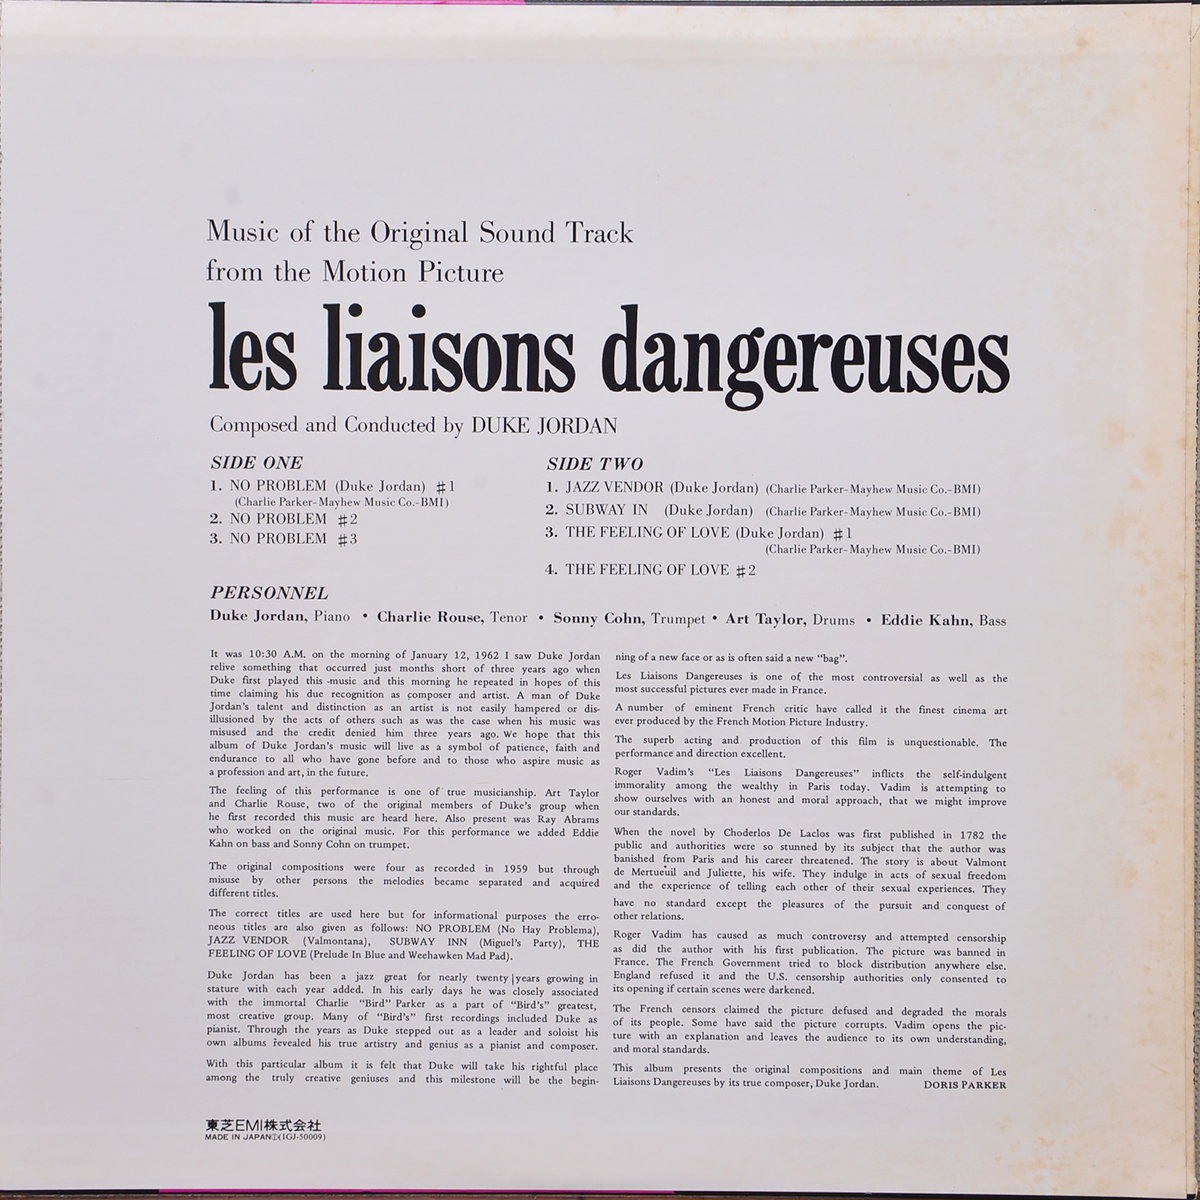 Music of the Original Sound Track
from the Motion Picture
les liaisons dangereuses
Composed and Conducted by DUKE JORDAN
SIDE ONE
1. NO PROBLEM (Duke Jordan) ♯1
(Charlie Parker-Mayhew Music Co.-BMI)
2. NO PROBLEM ♯2
3. NO PROBLEM ♯3
SIDE TWO
1. JAZZ VENDOR (Duke Jordan) (Charlie Parker-Mayhew Music Co.-BMI)
2. SUBWAY IN (Duke Jordan) (Charlie Parker-Mayhew Music Co.-BMI)
3. THE FEELING OF LOVE (Duke Jordan) ♯1
(Charlie Parker-Mayhew Music Co.-BMI)
4. THE FEELING OF LOVE ♯2
PERSONNEL
Duke Jordan, Piano • Charlie Rouse, Tenor • Sonny Cohn, Trumpet • Art Taylor, Drums • Eddie Kahn, Bass
It was 10:30 A.M. on the morning of January 12, 1962 I saw Duke Jordan
relive something that occurred just months short of three years ago when
Duke first played this music and this morning he repeated in hopes of this
time claiming his due recognition as composer and artist. A man of Duke
Jordan's talent and distinction as an artist is not easily hampered or dis-
illusioned by the acts of others such as was the case when his music was
misused and the credit denied him three years ago. We hope that this
album of Duke Jordan's music will live as a symbol of patience, faith and
endurance to all who have gone before and to those who aspire music as
a profession and art, in the future.
The feeling of this performance is one of true musicianship. Art Taylor
and Charlie Rouse, two of the original members of Duke's group when
he first recorded this music are heard here. Also present was Ray Abrams
who worked on the original music. For this performance we added Eddie
Kahn on bass and Sonny Cohn on trumpet.
The original compositions were four as recorded in 1959 but through
misuse by other persons the melodies became separated and acquired
different titles.
The correct titles are used here but for informational purposes the erro-
neous titles are also given as follows: NO PROBLEM (No Hay Problema),
JAZZ VENDOR (Valmontana), SUBWAY INN (Miguel's Party), THE
FEELING OF LOVE (Prelude In Blue and Weehawken Mad Pad).
Duke Jordan has been a jazz great for nearly twenty years growing in
stature with each year added. In his early days he was closely associated
with the immortal Charlie "Bird" Parker as a part of "Bird's" greatest,
most creative group. Many of "Bird's" first recordings included Duke as
pianist. Through the years as Duke stepped out as a leader and soloist his
own albums revealed his true artistry and genius as a pianist and composer.
With this particular album it is felt that Duke will take his rightful place
among the truly creative geniuses and this milestone will be the begin-
ning of a new face or as is often said a new "bag".
Les Liaisons Dangereuses is one of the most controversial as well as the
most successful pictures ever made in France.
A number of eminent French critic have called it the finest cinema art
ever produced by the French Motion Picture Industry.
The superb acting and production of this film is unquestionable. The
performance and direction excellent.
Roger Vadim's "Les Liaisons Dangereuses" inflicts the self-indulgent
immorality among the wealthy in Paris today. Vadim is attempting to
show ourselves with an honest and moral approach, that we might improve
our standards.
When the novel by Choderlos De Laclos was first published in 1782 the
public and authorities were so stunned by its subject that the author was
banished from Paris and his career threatened. The story is about Valmont
de Mertueuil and Juliette, his wife. They indulge in acts of sexual freedom
and the experience of telling each other of their sexual experiences. They
have no standard except the pleasures of the pursuit and conquest of
other relations.
Roger Vadim has caused as much controversy and attempted censorship
as did the author with his first publication. The picture was banned in
France. The French Government tried to block distribution anywhere else.
England refused it and the U.S. censorship authorities only consented to
its opening if certain scenes were darkened.
The French censors claimed the picture defused and degraded the morals
of its people. Some have said the picture corrupts. Vadim opens the pic-
ture with an explanation and leaves the audience to its own understanding,
and moral standards.
This album presents the original compositions and main theme of Les
Liaisons Dangereuses by its true composer, Duke Jordan. DORIS PARKER
東芝EMI株式会社
MADE IN JAPAN①(1GJ-50009)